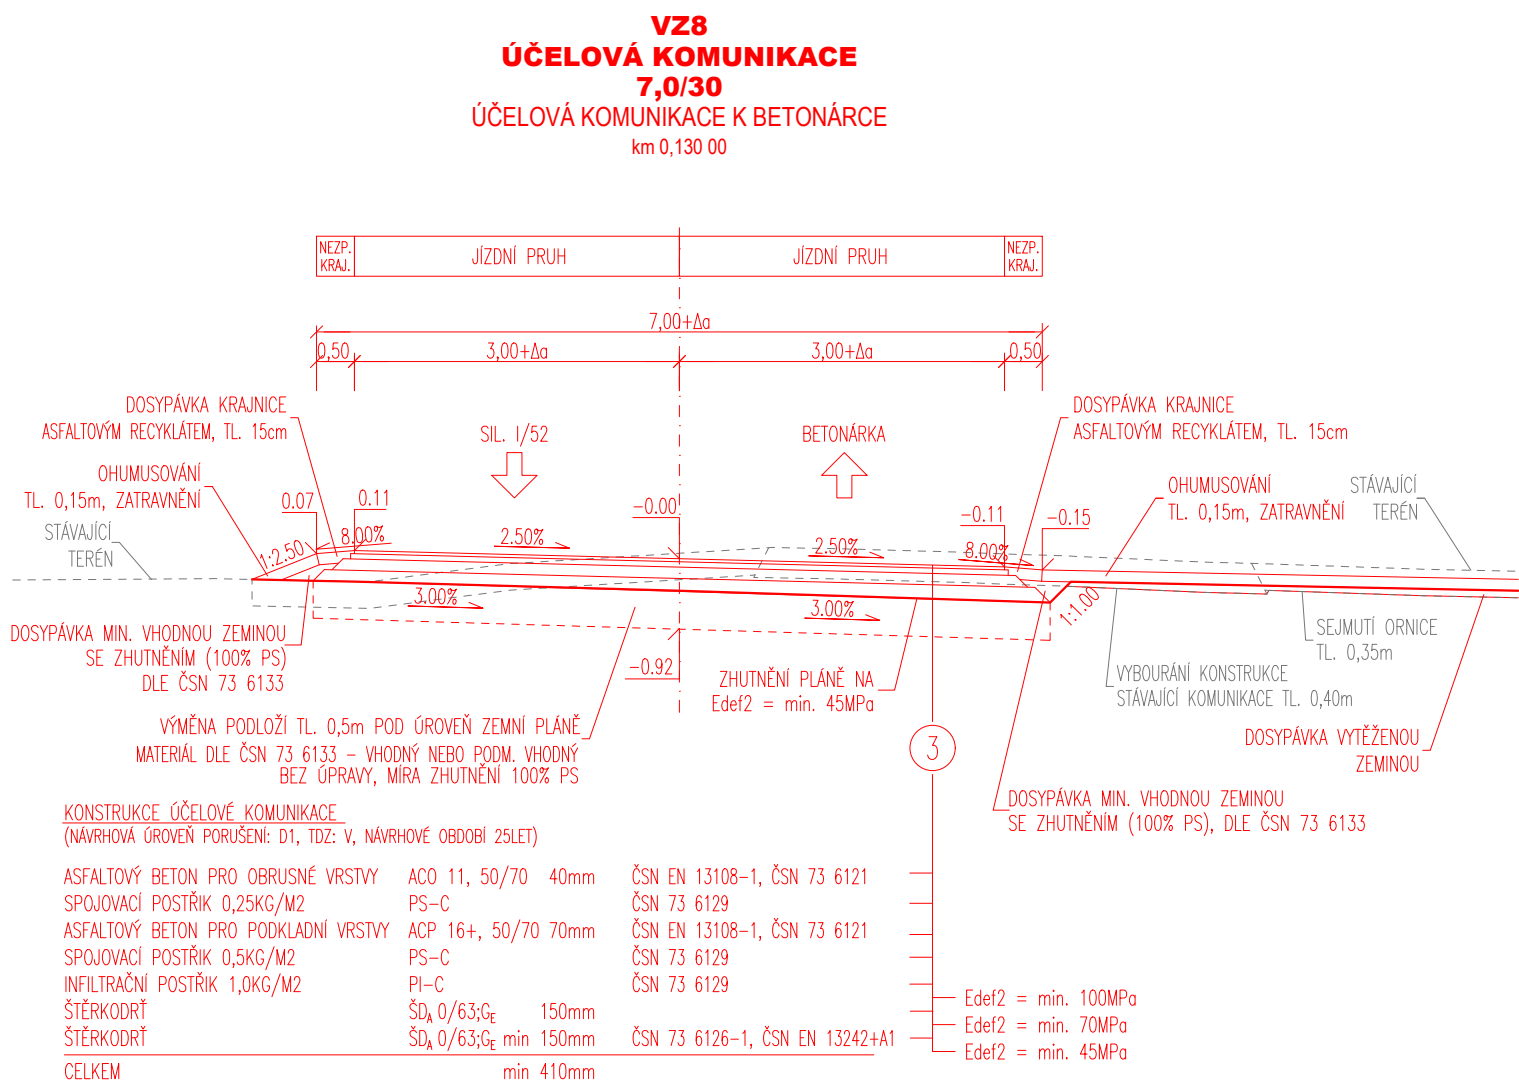 VZ8
ÚČELOVÁ KOMUNIKACE
7,0/30
ÚČELOVÁ KOMUNIKACE K BETONÁRCE
km 0,130 00
NEZP.
KRAJ.
JÍZDNÍ PRUH
JÍZDNÍ PRUH
NEZP.
KRAJ.
7,00+Δa
0,50
3,00+Δa
3,00+Δa
0,50
DOSYPÁVKA KRAJNICE
ASFALTOVÝM RECYKLÁTEM, TL. 15cm
SIL. I/52
BETONÁRKA
DOSYPÁVKA KRAJNICE
ASFALTOVÝM RECYKLÁTEM, TL. 15cm
OHUMUSOVÁNÍ
TL. 0,15m, ZATRAVNĚNÍ
STÁVAJÍCÍ
TERÉN
0.07
0.11
-0.00
-0.11
-0.15
OHUMUSOVÁNÍ
TL. 0,15m, ZATRAVNĚNÍ
STÁVAJÍCÍ
TERÉN
1:2.50
8.00%
2.50%
2.50%
8.00%
3.00%
3.00%
1:1.00
DOSYPÁVKA MIN. VHODNOU ZEMINOU
SE ZHUTNĚNÍM (100% PS)
DLE ČSN 73 6133
-0.92
ZHUTNĚNÍ PLÁNĚ NA
Edef2 = min. 45MPa
SEJMUTÍ ORNICE
TL. 0,35m
VYBOURÁNÍ KONSTRUKCE
STÁVAJÍCÍ KOMUNIKACE TL. 0,40m
VÝMĚNA PODLOŽÍ TL. 0,5m POD ÚROVEŇ ZEMNÍ PLÁNĚ
MATERIÁL DLE ČSN 73 6133 – VHODNÝ NEBO PODM. VHODNÝ
BEZ ÚPRAVY, MÍRA ZHUTNĚNÍ 100% PS
3
DOSYPÁVKA VYTĚŽENOU
ZEMINOU
DOSYPÁVKA MIN. VHODNOU ZEMINOU
SE ZHUTNĚNÍM (100% PS), DLE ČSN 73 6133
KONSTRUKCE ÚČELOVÉ KOMUNIKACE
(NÁVRHOVÁ ÚROVEŇ PORUŠENÍ: D1, TDZ: V, NÁVRHOVÉ OBDOBÍ 25LET)
ASFALTOVÝ BETON PRO OBRUSNÉ VRSTVY ACO 11, 50/70 40mm ČSN EN 13108-1, ČSN 73 6121
SPOJOVACÍ POSTŘIK 0,25KG/M2 PS-C ČSN 73 6129
ASFALTOVÝ BETON PRO PODKLADNÍ VRSTVY ACP 16+, 50/70 70mm ČSN EN 13108-1, ČSN 73 6121
SPOJOVACÍ POSTŘIK 0,5KG/M2 PS-C ČSN 73 6129
INFILTRAČNÍ POSTŘIK 1,0KG/M2 PI-C ČSN 73 6129
ŠTĚRKODRŤ ŠDA 0/63;GE 150mm
ŠTĚRKODRŤ ŠDA 0/63;GE min 150mm ČSN 73 6126-1, ČSN EN 13242+A1
CELKEM min 410mm
Edef2 = min. 100MPa
Edef2 = min. 70MPa
Edef2 = min. 45MPa